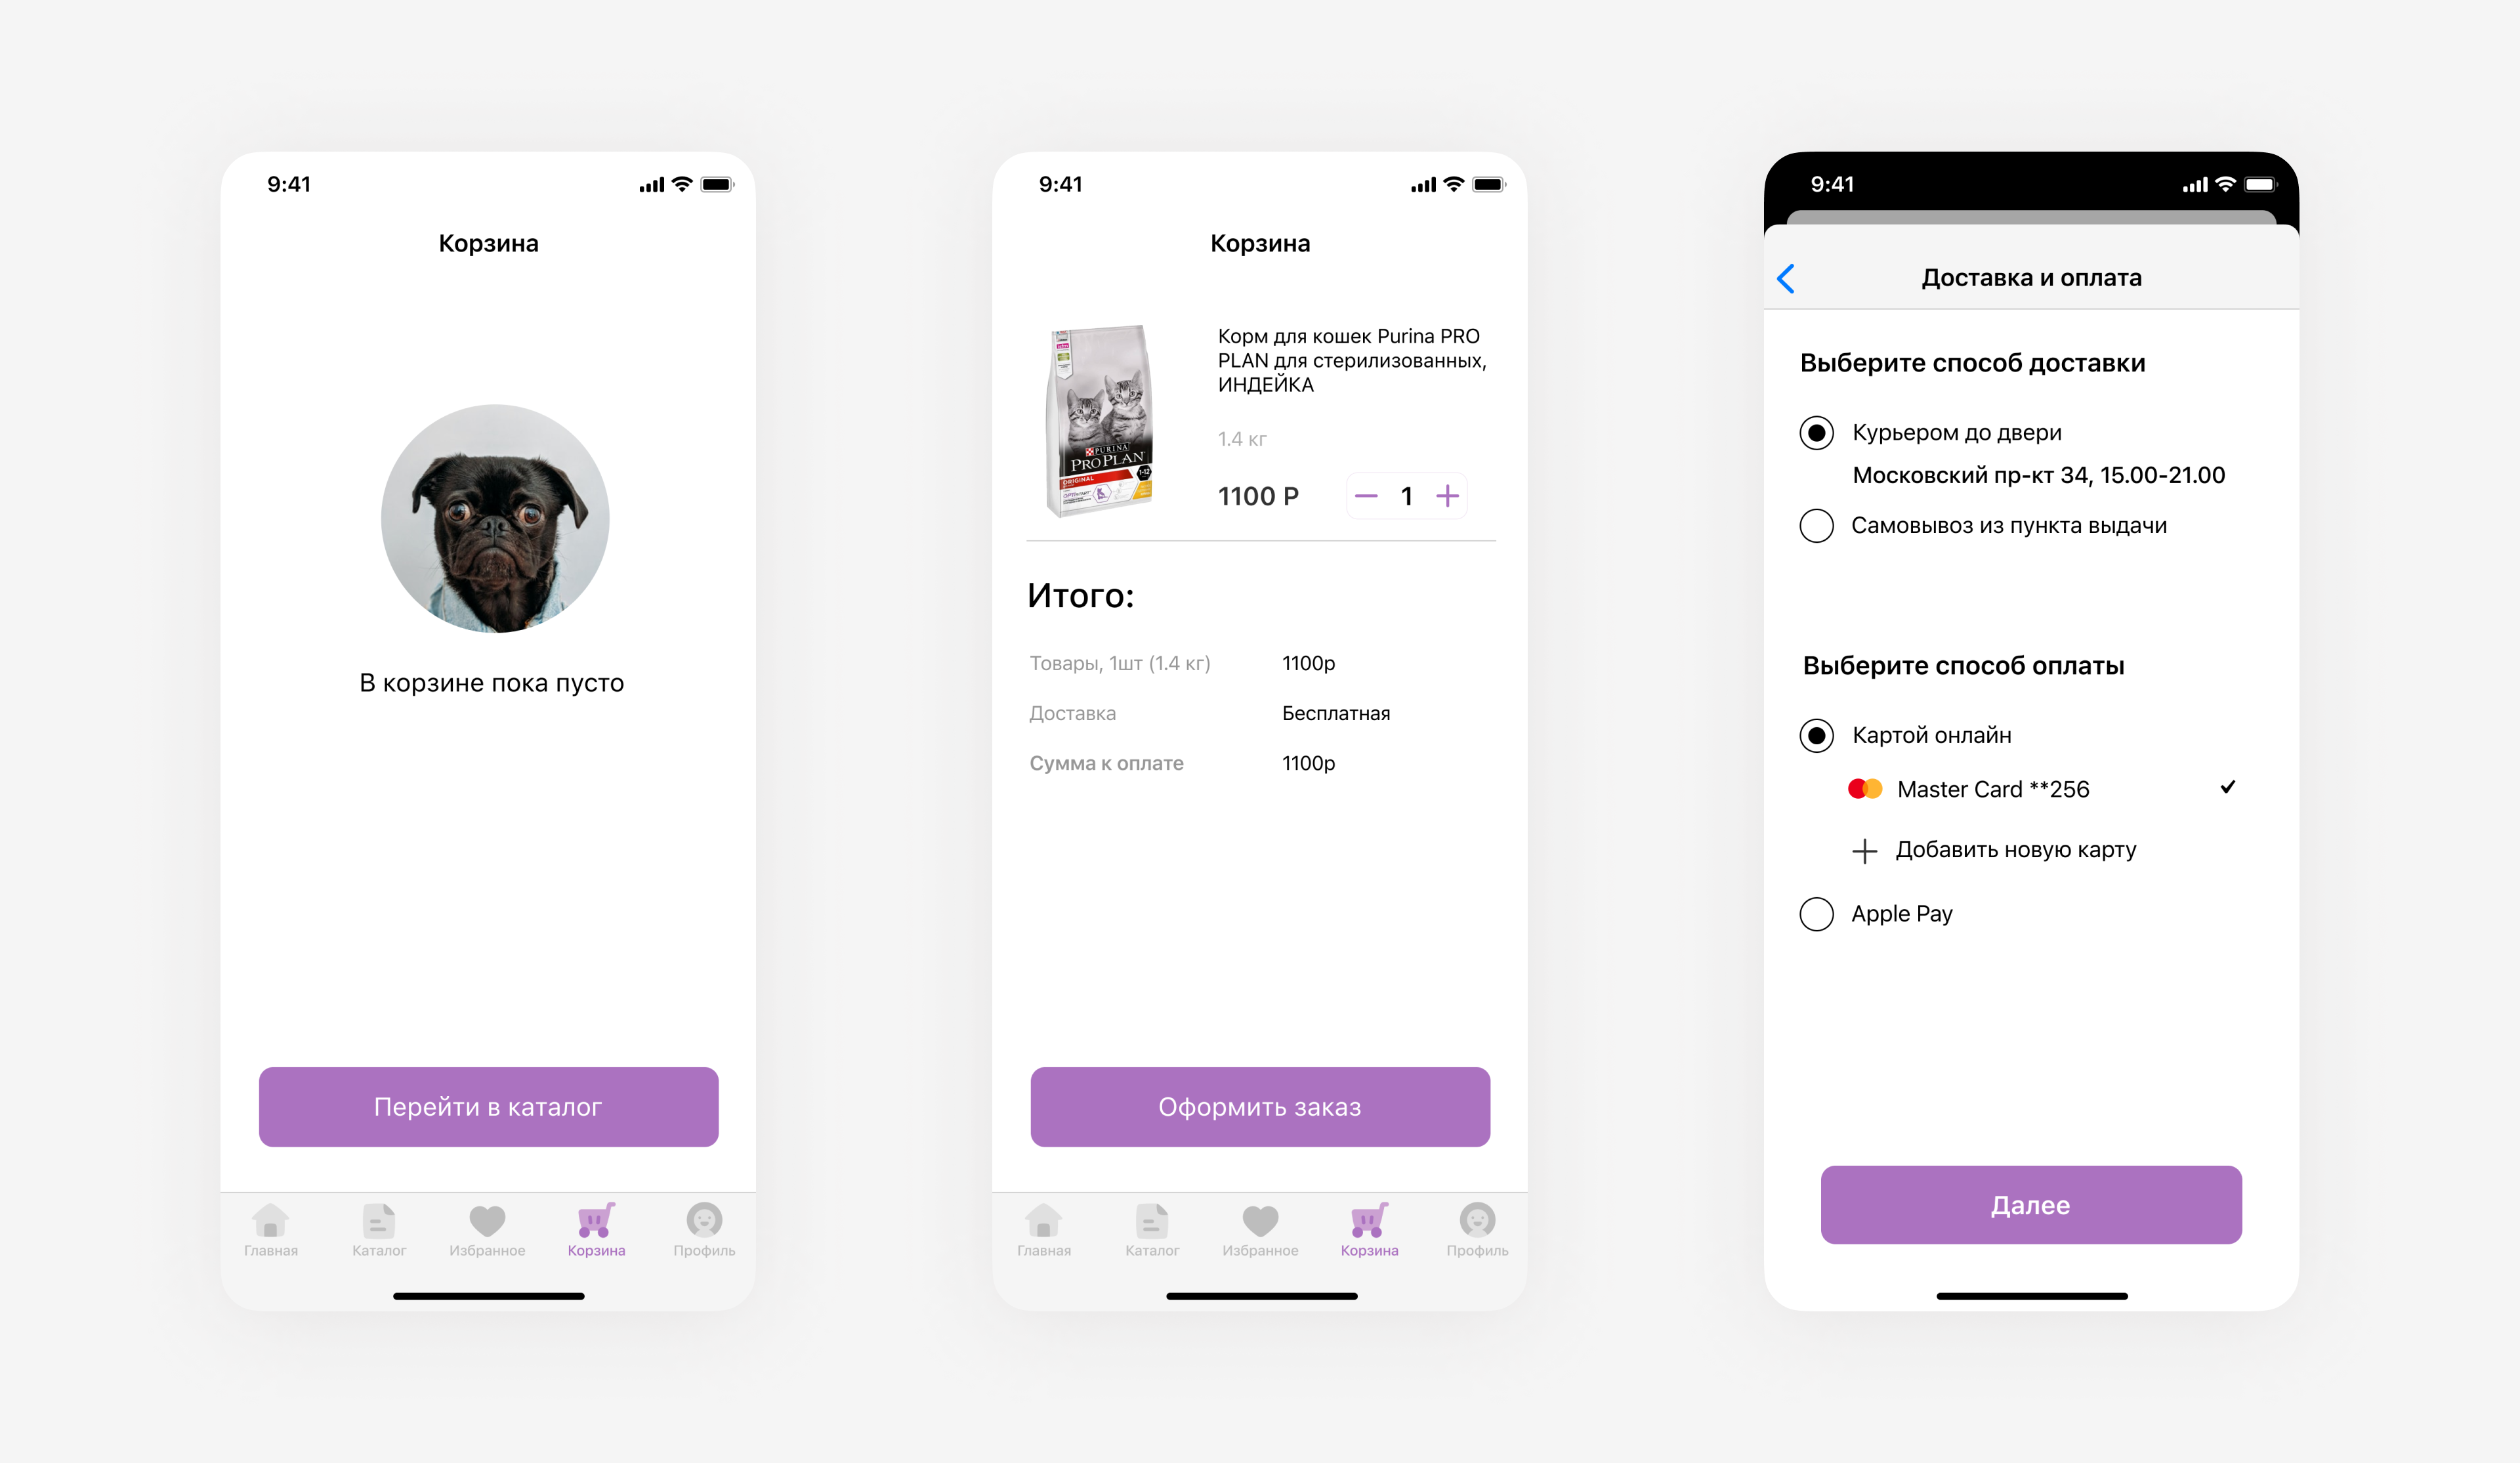 9:41
Корзина
В корзине пока пусто
Перейти в каталог
Главная
Каталог
Избранное
Корзина
Профиль
9:41
Корзина
PURINA
PRO PLAN
ORIGINAL
Корм для кошек Purina PRO
PLAN для стерилизованных,
ИНДЕЙКА
1.4 кг
1100 Р
1
Итого:
Товары, 1шт (1.4 кг) 1100р
Доставка Бесплатная
Сумма к оплате 1100р
Оформить заказ
Главная
Каталог
Избранное
Корзина
Профиль
9:41
Доставка и оплата
Выберите способ доставки
Курьером до двери
Московский пр-кт 34, 15.00-21.00
Самовывоз из пункта выдачи
Выберите способ оплаты
Картой онлайн
Master Card **256
Добавить новую карту
Apple Pay
Далее